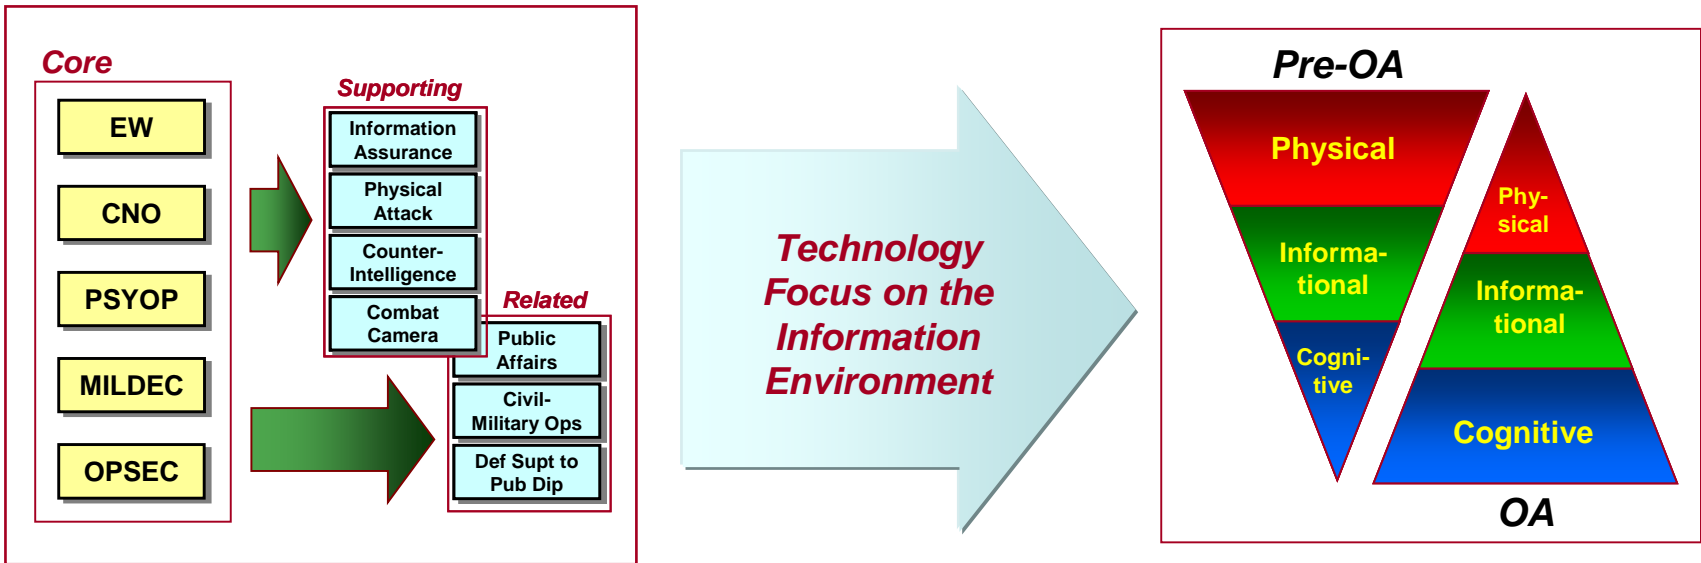 Core
EW
CNO
PSYOP
MILDEC
OPSEC
Supporting
Information
Assurance
Physical
Attack
Counter-
Intelligence
Combat
Camera
Related
Public
Affairs
Civil-
Military Ops
Def Supt to
Pub Dip
Technology
Focus on the
Information
Environment
Pre-OA
Physical
Informa-
tional
Cogni-
tive
Phy-
sical
Informa-
tional
Cognitive
OA